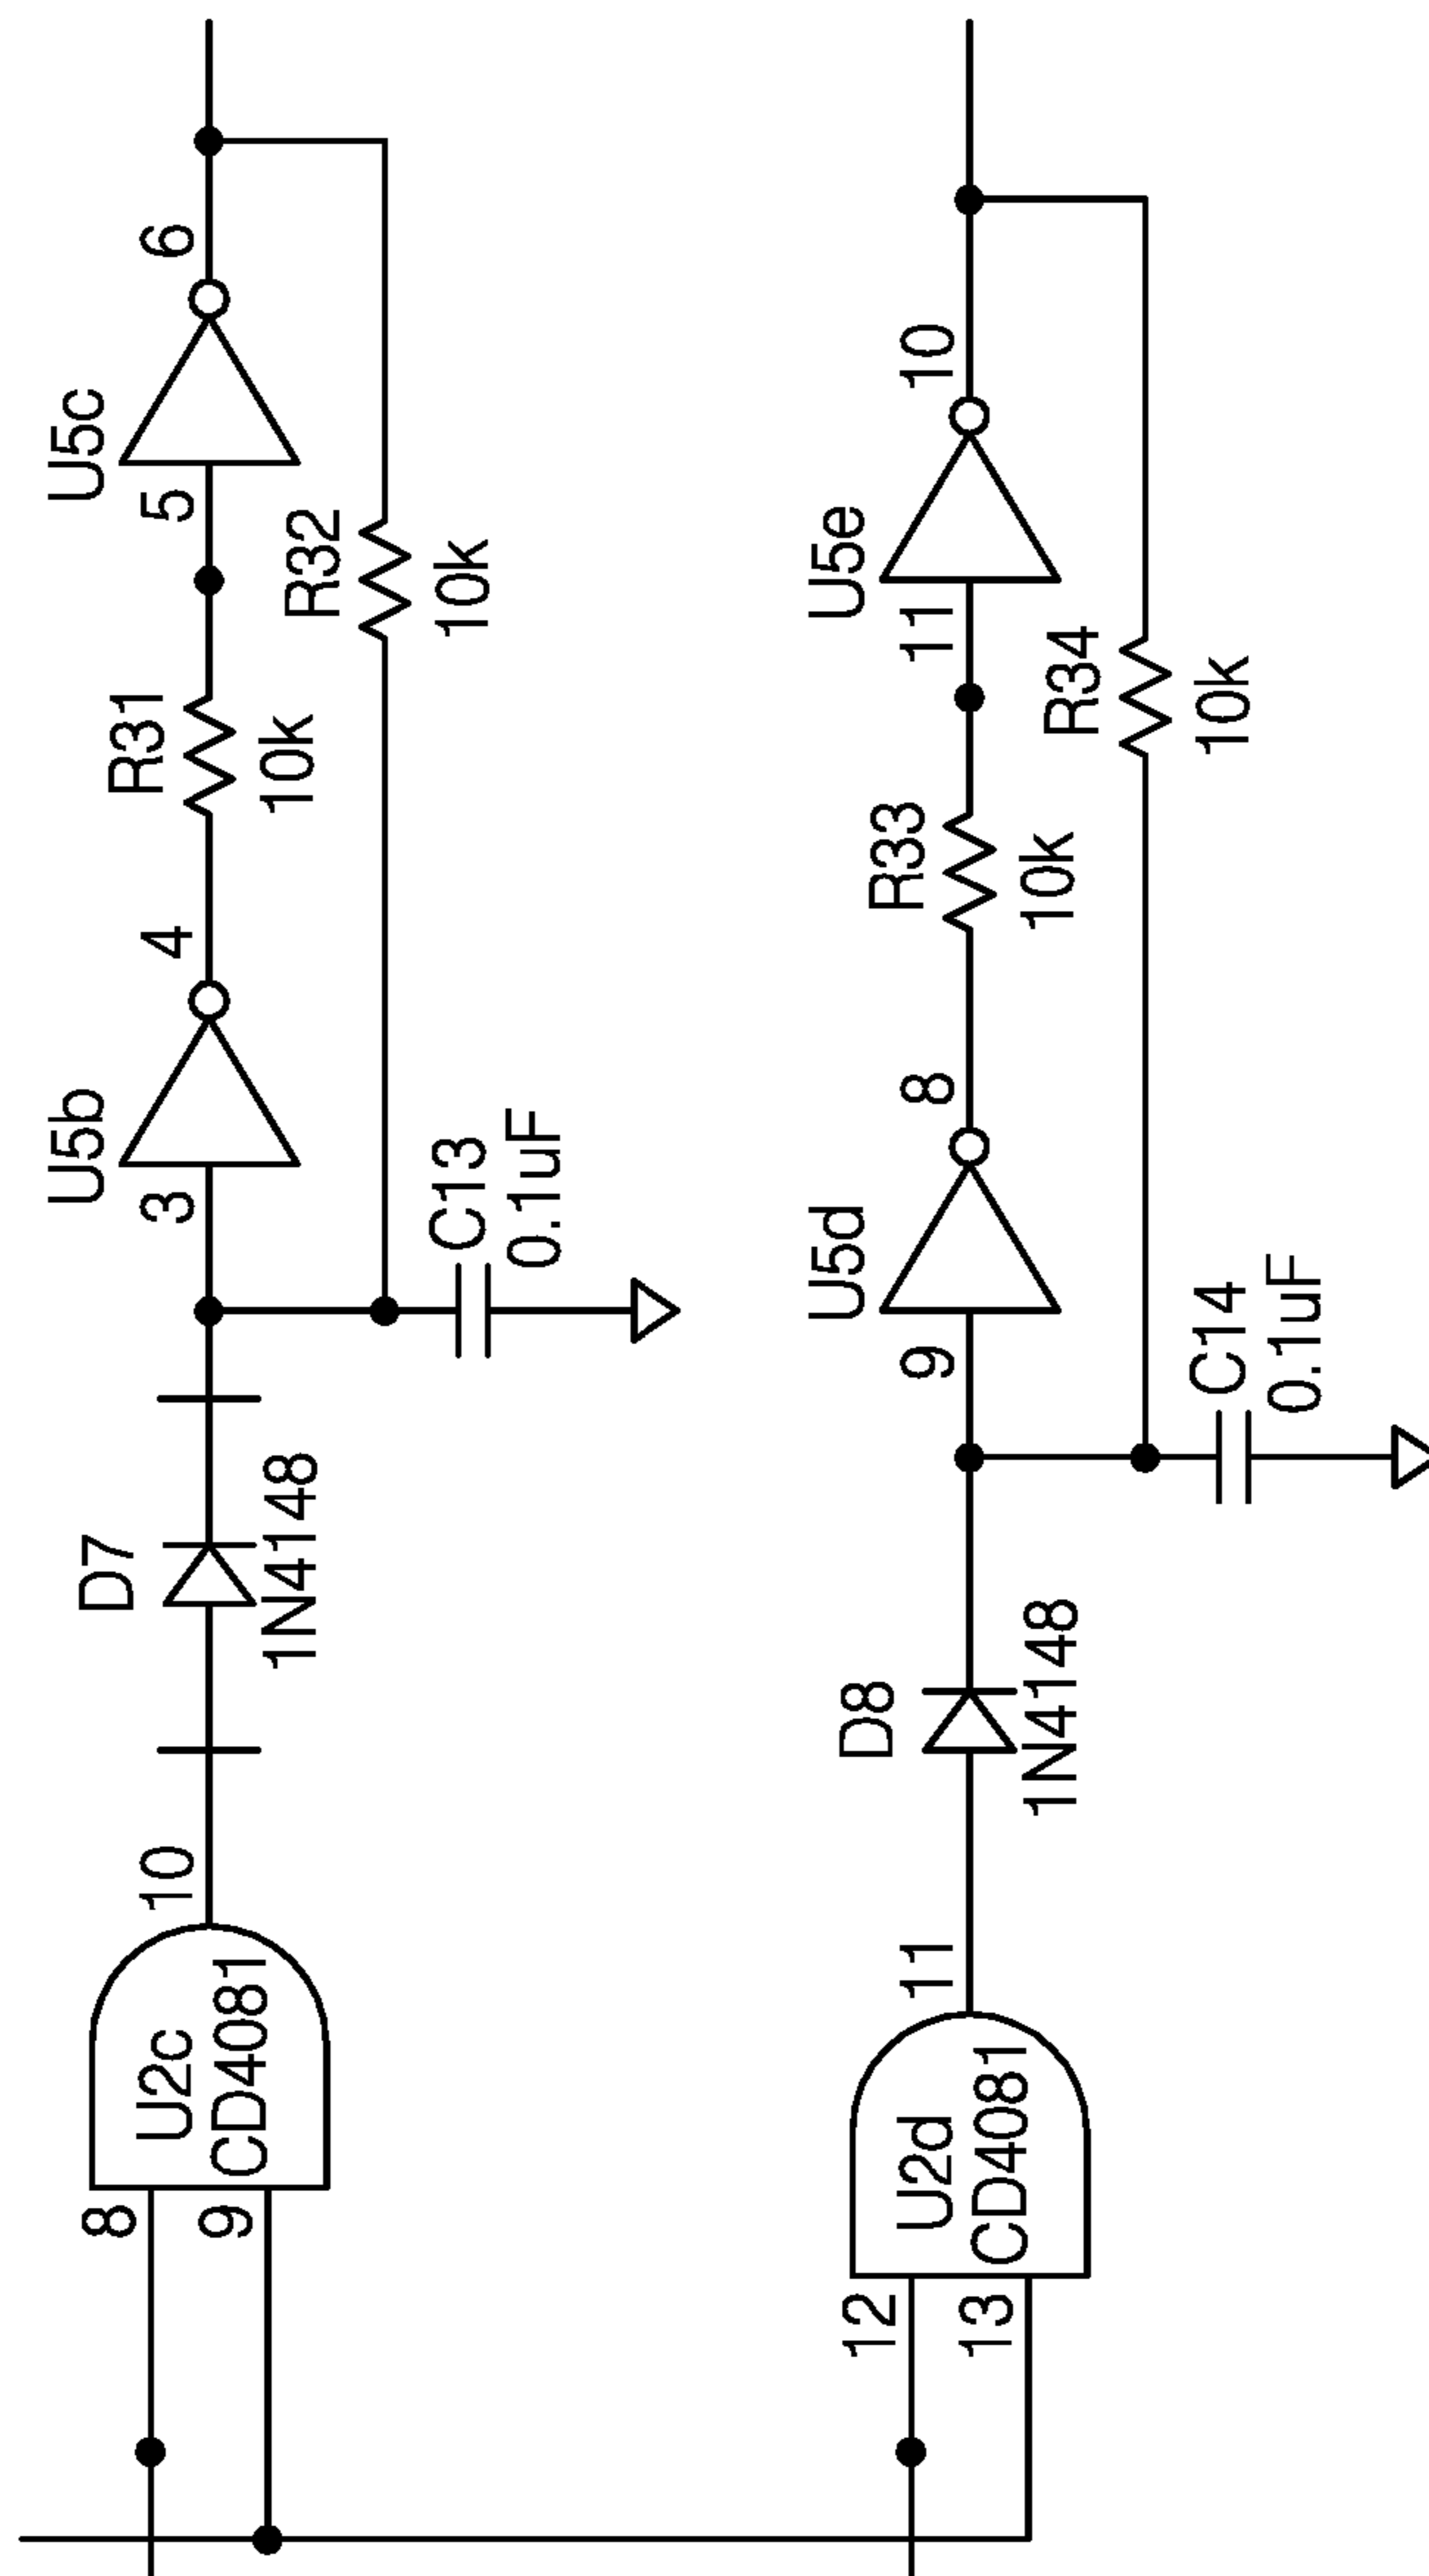 8
9
U2c
CD4081
10
D7
1N4148
3
U5b
C13
0.1uF
4
R31
10k
R32
10k
5
U5c
6
12
13
U2d
CD4081
11
D8
1N4148
9
U5d
C14
0.1uF
8
R33
10k
R34
10k
11
U5e
10